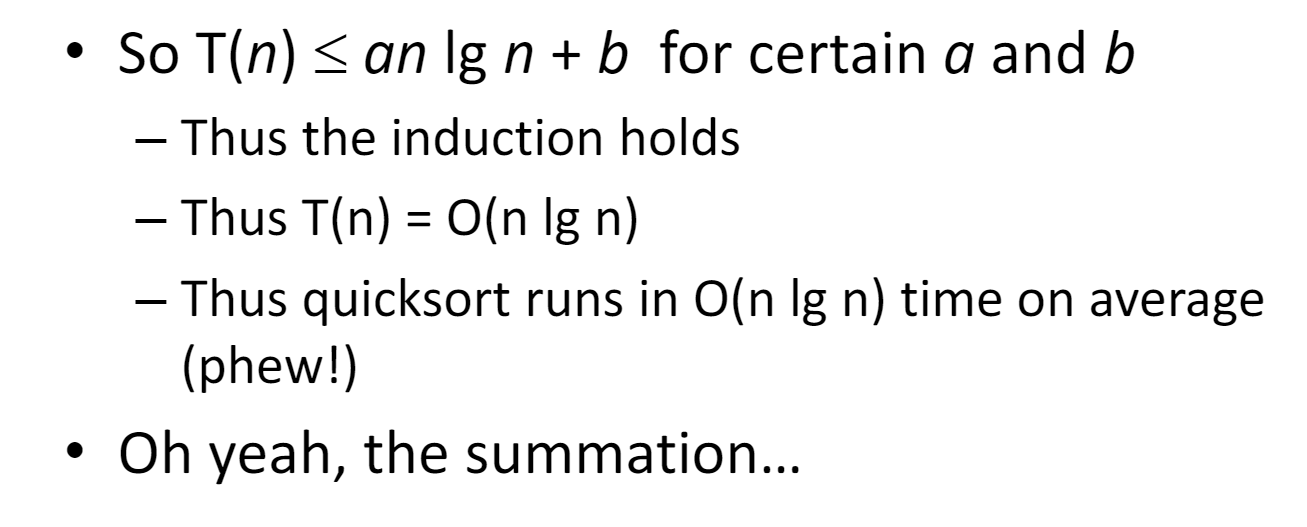 • So T(n) ≤ an lg n + b for certain a and b
– Thus the induction holds
– Thus T(n) = O(n lg n)
– Thus quicksort runs in O(n lg n) time on average
(phew!)
• Oh yeah, the summation…